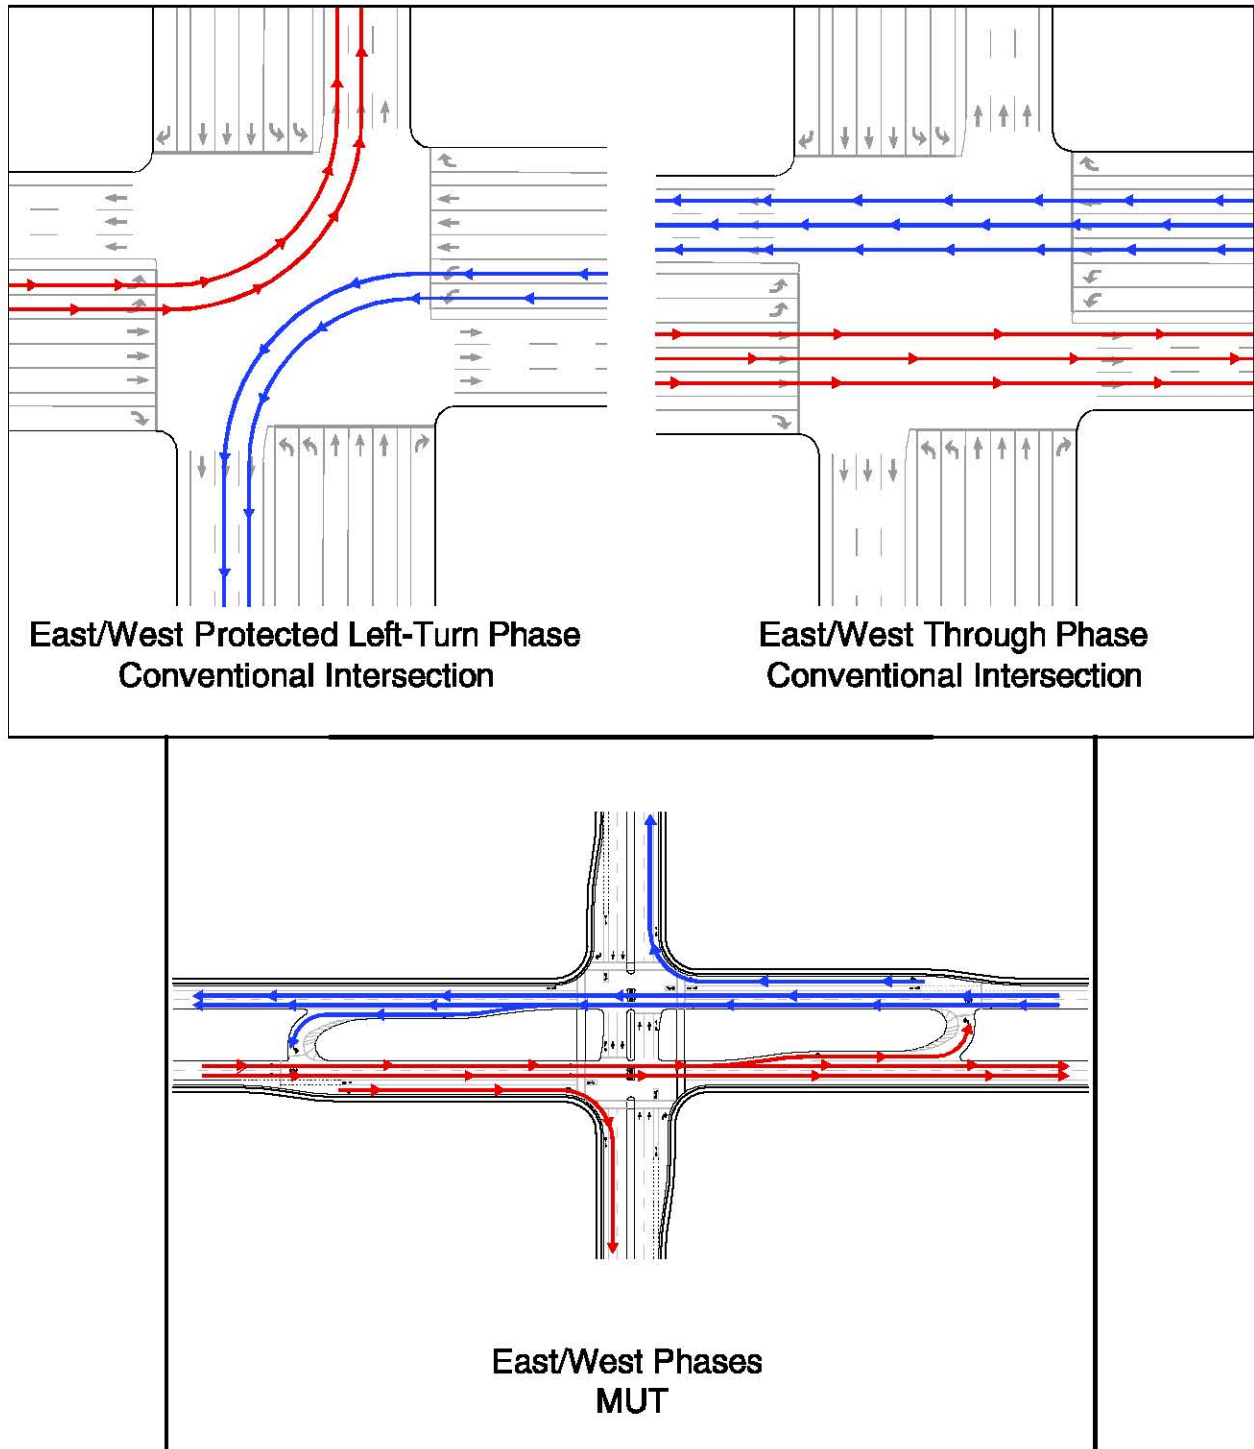 East/West Protected Left-Turn Phase
Conventional Intersection
East/West Through Phase
Conventional Intersection
East/West Phases
MUT